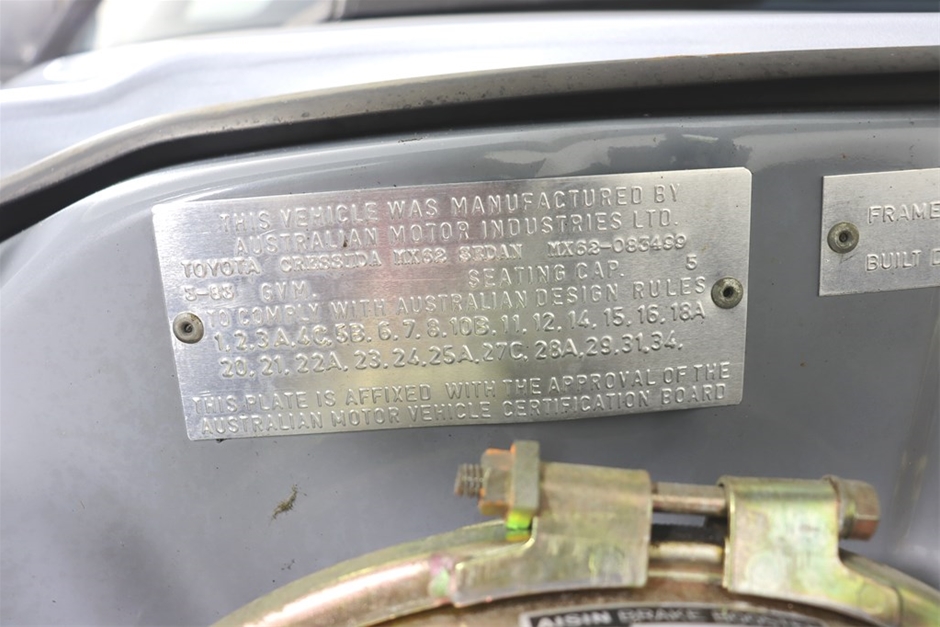 THIS VEHICLE WAS MANUFACTURED BY
AUSTRALIAN MOTOR INDUSTRIES LTD.
TOYOTA CRESSIDA MX62 SEDAN MX62-083499
3-83 GVM. SEATING CAP. 5
TO COMPLY WITH AUSTRALIAN DESIGN RULES
1,2,3A,4C,5B,6,7,8,10B,11,12,14,15,16,18A
20,21,22A,23,24,25A,27C,28A,29,31,34,
THIS PLATE IS AFFIXED WITH THE APPROVAL OF THE
AUSTRALIAN MOTOR VEHICLE CERTIFICATION BOARD
FRAME
BUILT D
AISIN BRAKE